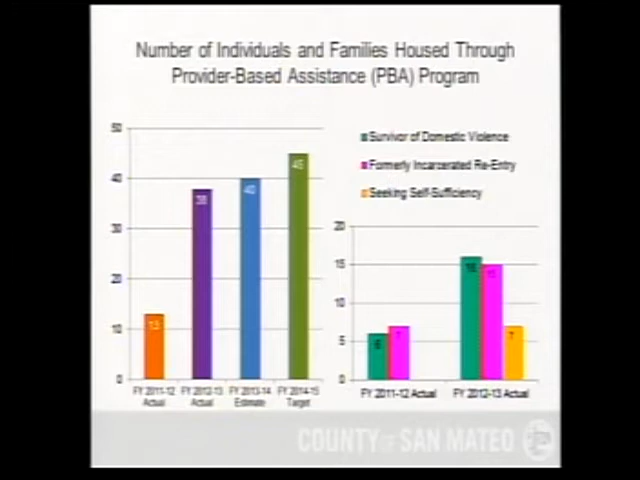 Number of Individuals and Families Housed Through
Provider-Based Assistance (PBA) Program
50
40
30
20
10
0
13
38
40
45
FY 2011-12
Actual
FY 2012-13
Actual
FY 2013-14
Estimate
FY 2014-15
Target
Survivor of Domestic Violence
Formerly Incarcerated Re-Entry
Seeking Self-Sufficiency
20
15
10
5
0
6
7
16
15
7
FY 2011-12 Actual
FY 2012-13 Actual
COUNTY OF SAN MATEO